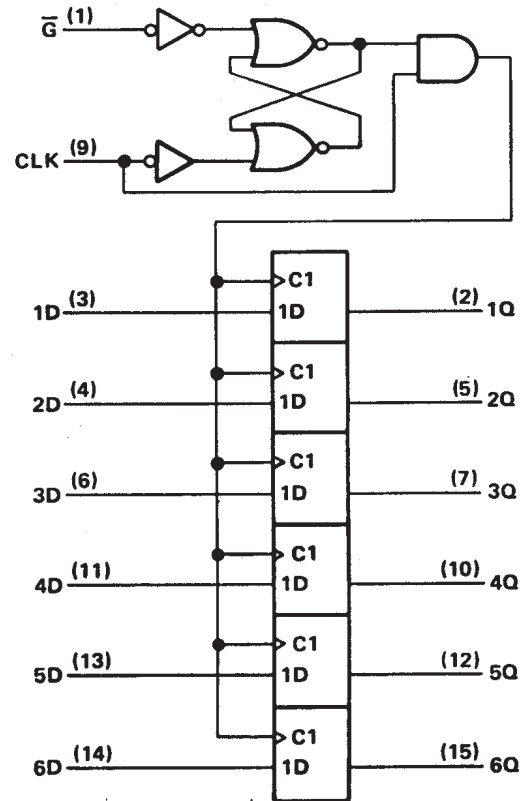 G̅ (1)
CLK (9)
C1
1D (3) 1D (2) 1Q
C1
2D (4) 1D (5) 2Q
C1
3D (6) 1D (7) 3Q
C1
4D (11) 1D (10) 4Q
C1
5D (13) 1D (12) 5Q
C1
6D (14) 1D (15) 6Q